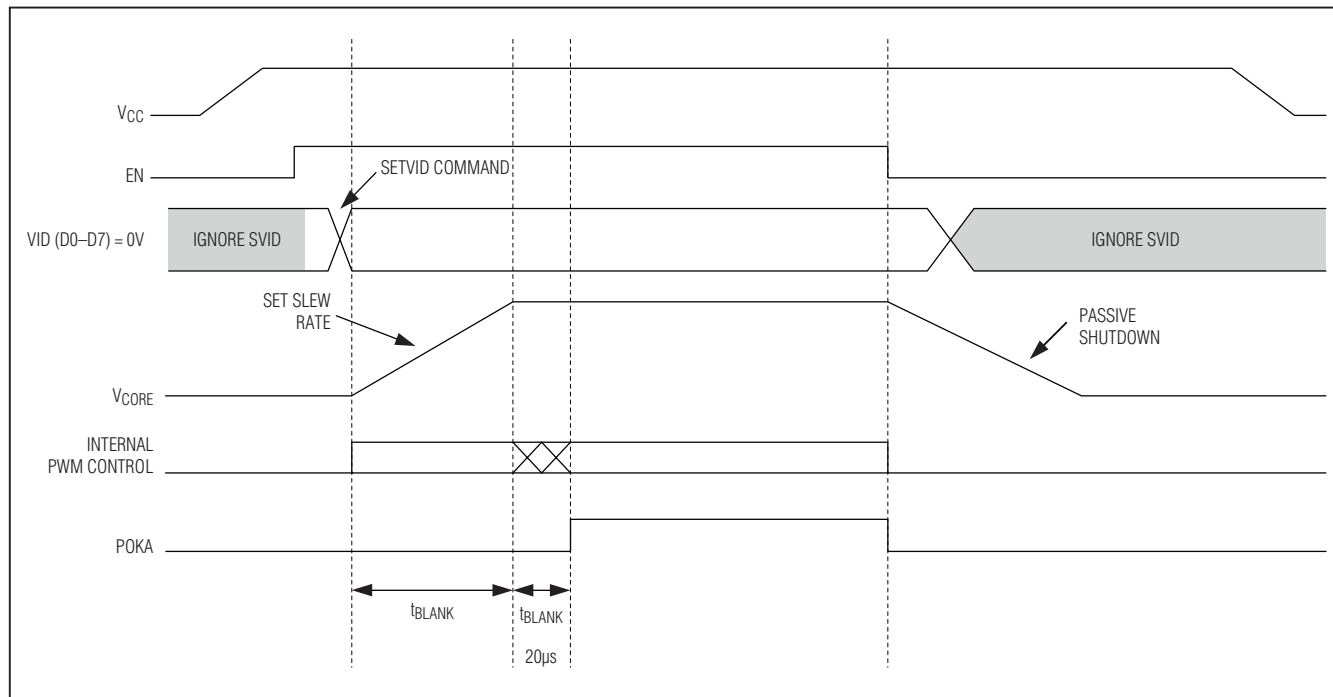 VCC
EN
SETVID COMMAND
VID (D0–D7) = 0V
IGNORE SVID
IGNORE SVID
SET SLEW
RATE
PASSIVE
SHUTDOWN
VCORE
INTERNAL
PWM CONTROL
POKA
tBLANK
tBLANK
20µs